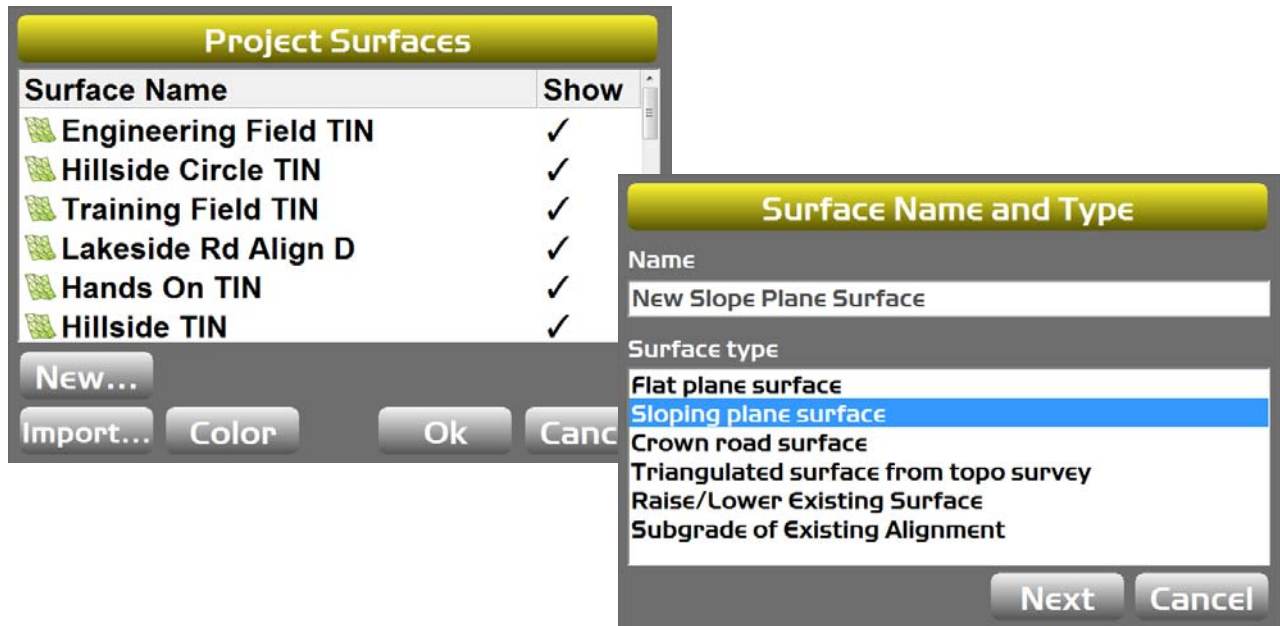 Project Surfaces
Surface Name Show
Engineering Field TIN ✓
Hillside Circle TIN ✓
Training Field TIN ✓
Lakeside Rd Align D ✓
Hands On TIN ✓
Hillside TIN ✓
New...
Import... Color Ok Canc
Surface Name and Type
Name
New Slope Plane Surface
Surface type
Flat plane surface
Sloping plane surface
Crown road surface
Triangulated surface from topo survey
Raise/Lower Existing Surface
Subgrade of Existing Alignment
Next Cancel